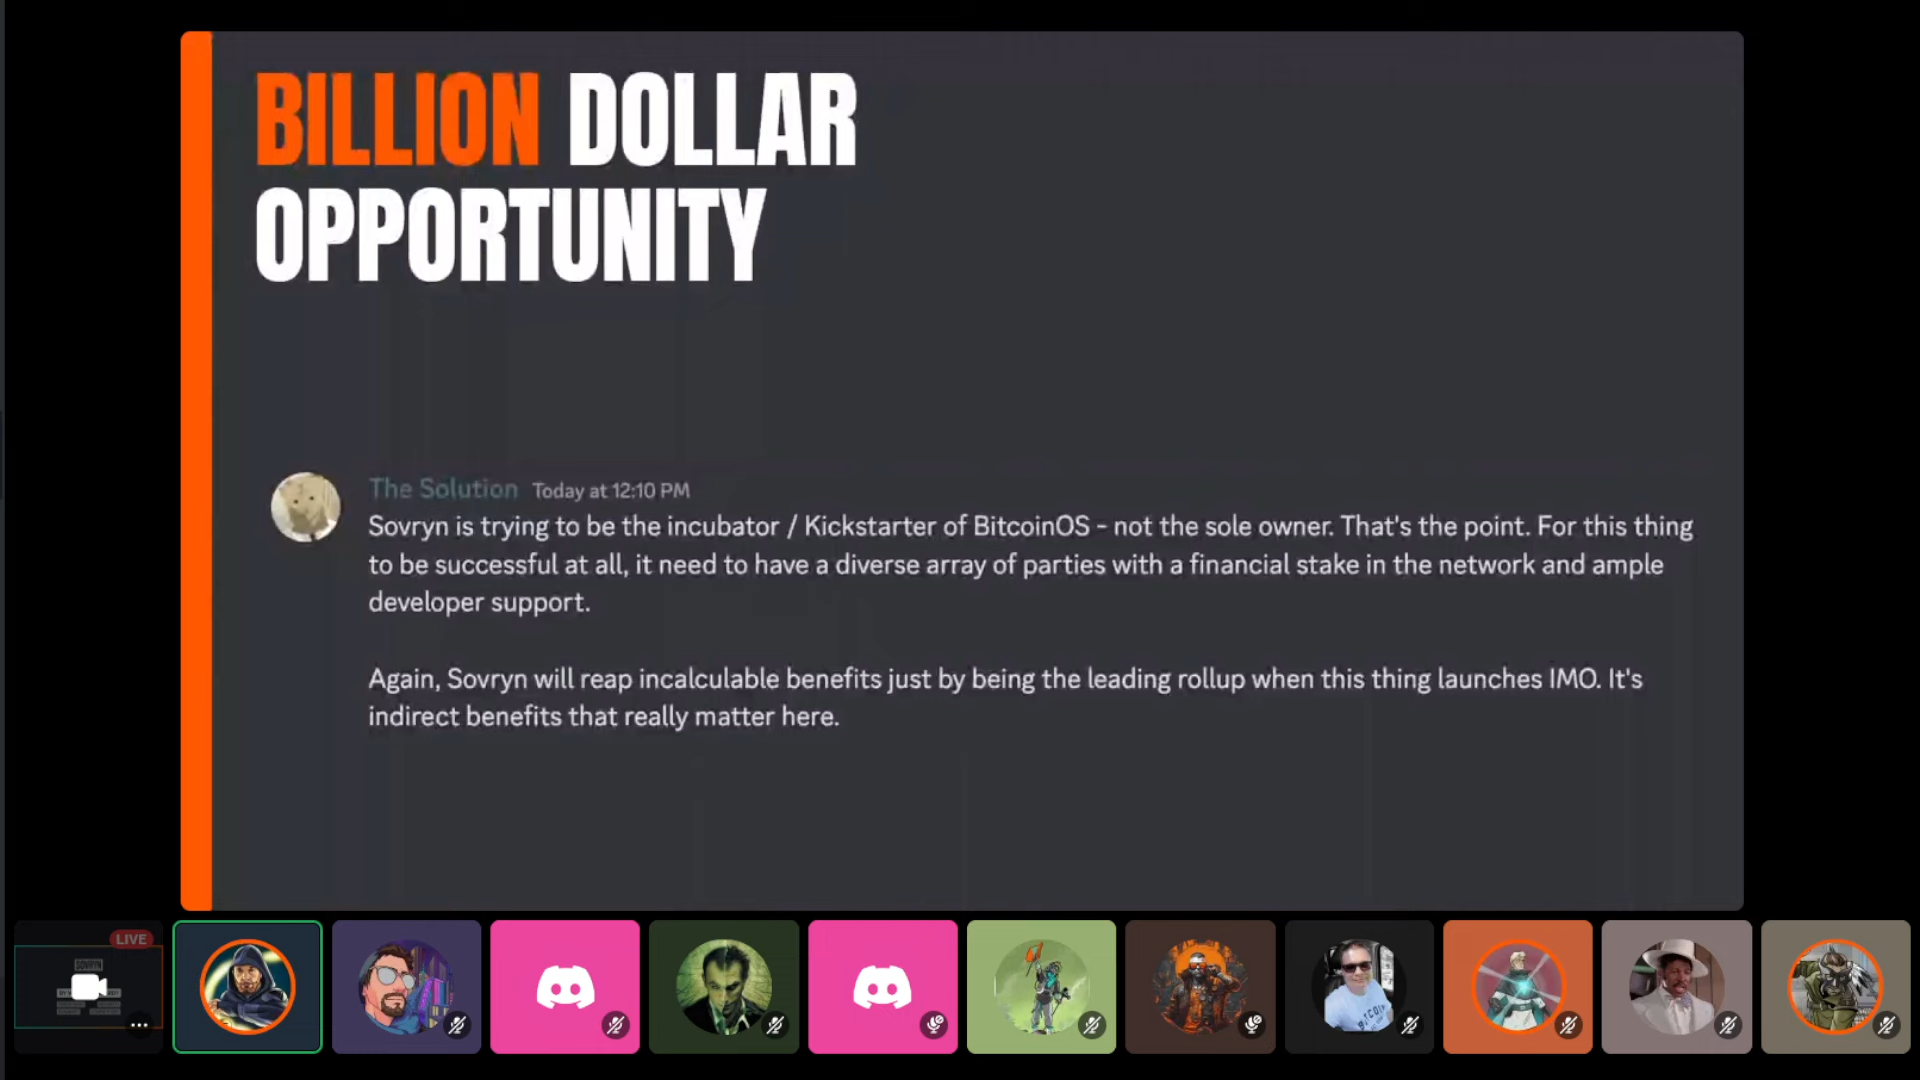 BILLION DOLLAR
OPPORTUNITY
The Solution Today at 12:10 PM
Sovryn is trying to be the incubator / Kickstarter of BitcoinOS - not the sole owner. That's the point. For this thing
to be successful at all, it need to have a diverse array of parties with a financial stake in the network and ample
developer support.
Again, Sovryn will reap incalculable benefits just by being the leading rollup when this thing launches IMO. It's
indirect benefits that really matter here.
LIVE
SOVRYN